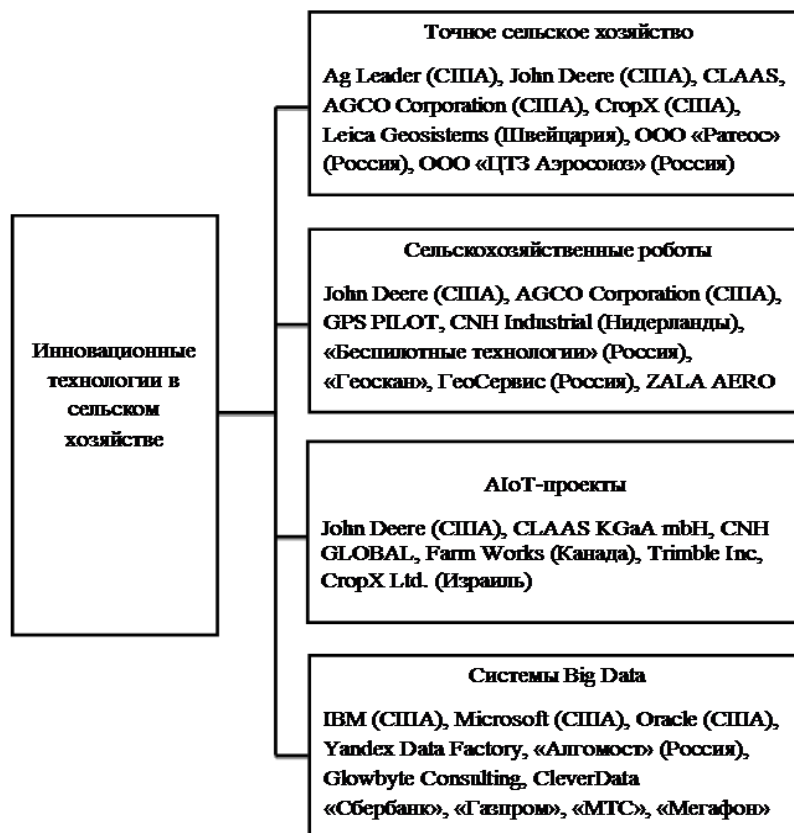 Инновационные
технологии в
сельском
хозяйстве
Точное сельское хозяйство
Ag Leader (США), John Deere (США), CLAAS,
AGCO Corporation (США), CropX (США),
Leica Geosistems (Швейцария), ООО «Ратеос»
(Россия), ООО «ЦТЗ Аэросоюз» (Россия)
Сельскохозяйственные роботы
John Deere (США), AGCO Corporation (США),
GPS PILOT, CNH Industrial (Нидерланды),
«Беспилотные технологии» (Россия),
«Геоскан», ГеоСервис (Россия), ZALA AERO
AIoT-проекты
John Deere (США), CLAAS KGaA mbH, CNH
GLOBAL, Farm Works (Канада), Trimble Inc,
CropX Ltd. (Израиль)
Системы Big Data
IBM (США), Microsoft (США), Oracle (США),
Yandex Data Factory, «Алгомост» (Россия),
Glowbyte Consulting, CleverData
«Сбербанк», «Газпром», «МТС», «Мегафон»